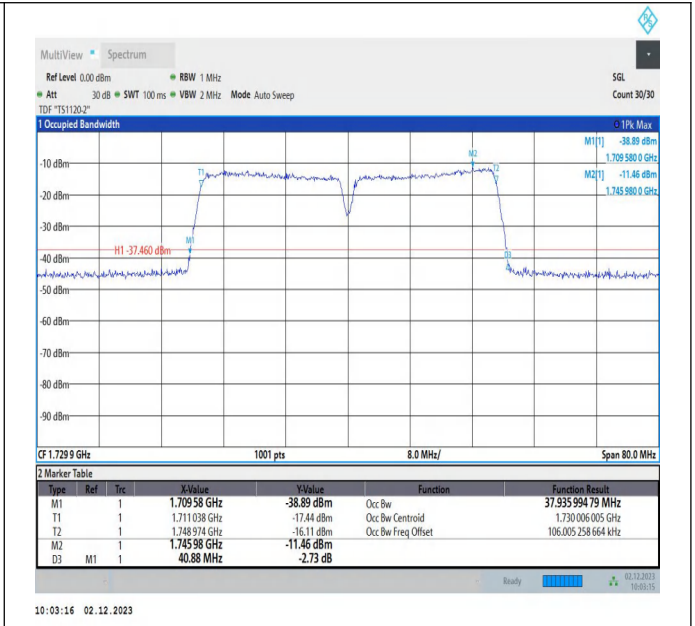 R S
MultiView Spectrum
Ref Level 0.00 dBm RBW 1 MHz SGL
Att 30 dB SWT 100 ms VBW 2 MHz Mode Auto Sweep Count 30/30
TDF "TS1120-2"
1 Occupied Bandwidth 1Pk Max
M1[1] -38.89 dBm
1.709 580 0 GHz
M2[1] -11.46 dBm
1.745 980 0 GHz
M2
T1
T2
-10 dBm
-20 dBm
-30 dBm
M1
H1 -37.460 dBm
-40 dBm
D3
-50 dBm
-60 dBm
-70 dBm
-80 dBm
-90 dBm
CF 1.729 9 GHz 1001 pts 8.0 MHz/ Span 80.0 MHz
2 Marker Table
Type Ref Trc X-Value Y-Value Function Function Result
M1 1 1.709 58 GHz -38.89 dBm Occ Bw 37.935 994 79 MHz
T1 1 1.711 038 GHz -17.44 dBm Occ Bw Centroid 1.730 006 005 GHz
T2 1 1.748 974 GHz -16.11 dBm Occ Bw Freq Offset 106.005 258 664 kHz
M2 1 1.745 98 GHz -11.46 dBm
D3 M1 1 40.88 MHz -2.73 dB
Ready 02.12.2023
10:03:15
10:03:16 02.12.2023